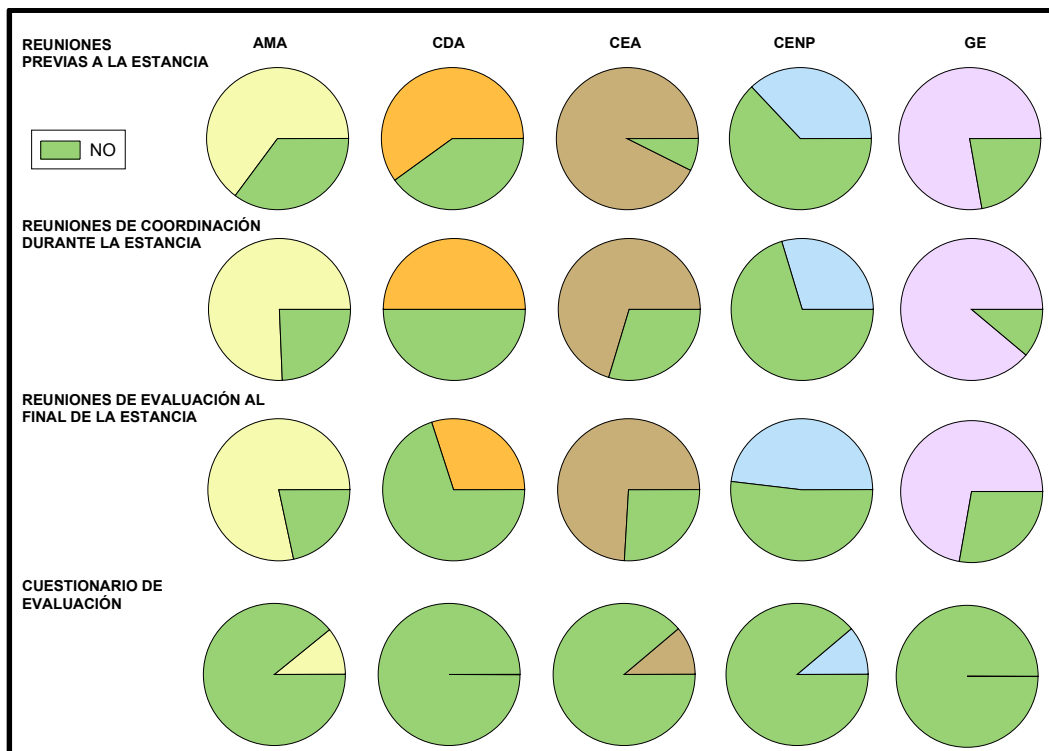 AMA
CDA
CEA
CENP
GE
REUNIONES
PREVIAS A LA ESTANCIA
NO
REUNIONES DE COORDINACIÓN
DURANTE LA ESTANCIA
REUNIONES DE EVALUACIÓN AL
FINAL DE LA ESTANCIA
CUESTIONARIO DE
EVALUACIÓN